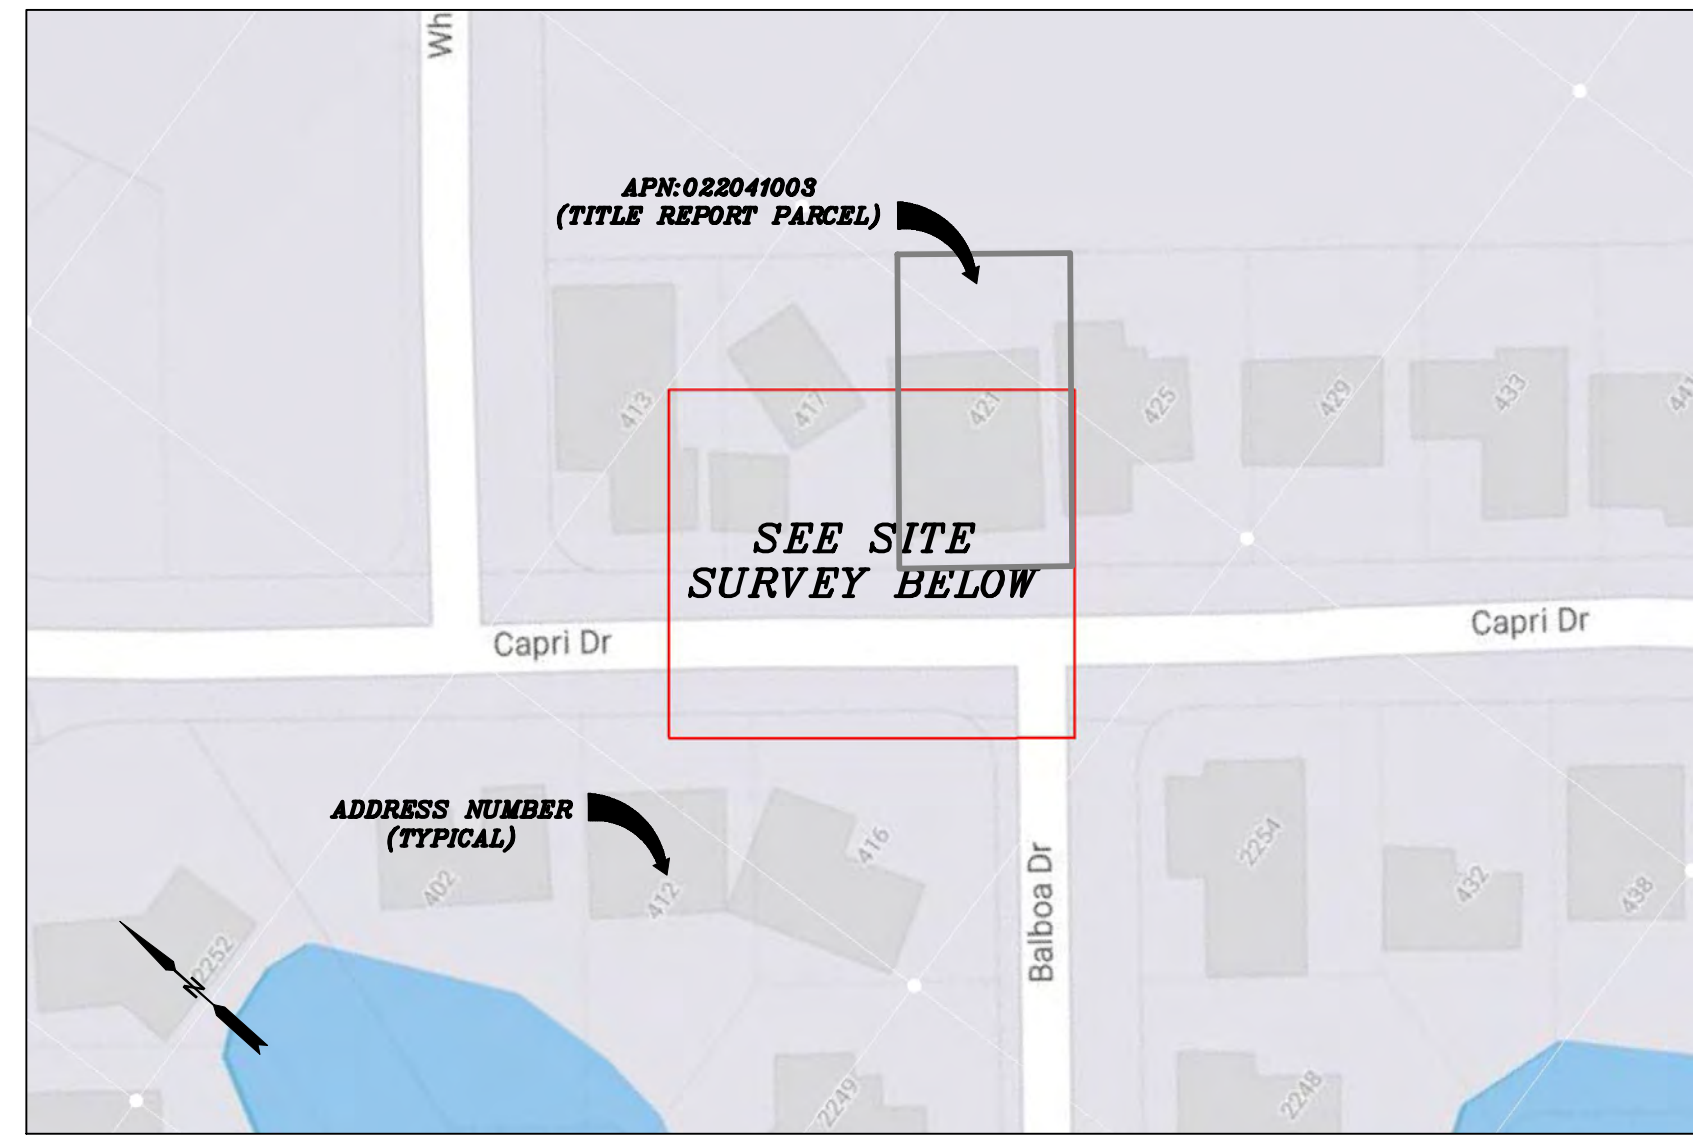 Wh
APN:022041003
(TITLE REPORT PARCEL)
413
417
421
425
429
433
441
SEE SITE
SURVEY BELOW
Capri Dr
Capri Dr
ADDRESS NUMBER
(TYPICAL)
402
412
416
Balboa Dr
2254
432
438
2252
N
2249
2248